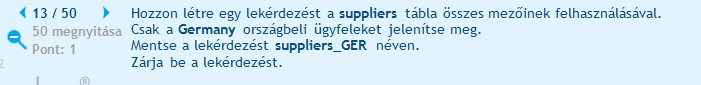 13 / 50
50 megnyitása
Pont: 1
Hozzon létre egy lekérdezést a suppliers tábla összes mezőinek felhasználásával.
Csak a Germany országbeli ügyfeleket jelenítse meg.
Mentse a lekérdezést suppliers_GER néven.
Zárja be a lekérdezést.